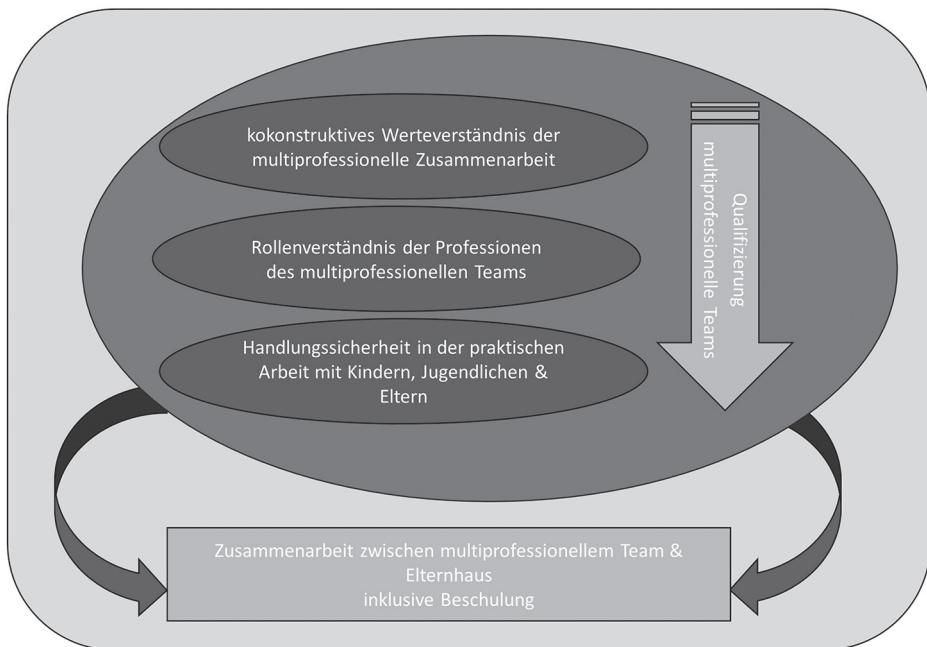 kokonstruktives Werteverständnis der
multiprofessionelle Zusammenarbeit
Rollenverständnis der Professionen
des multiprofessionellen Teams
Handlungssicherheit in der praktischen
Arbeit mit Kindern, Jugendlichen &
Eltern
Qualifizierung
multiprofessionelle Teams
Zusammenarbeit zwischen multiprofessionellem Team &
Elternhaus
inklusive Beschulung